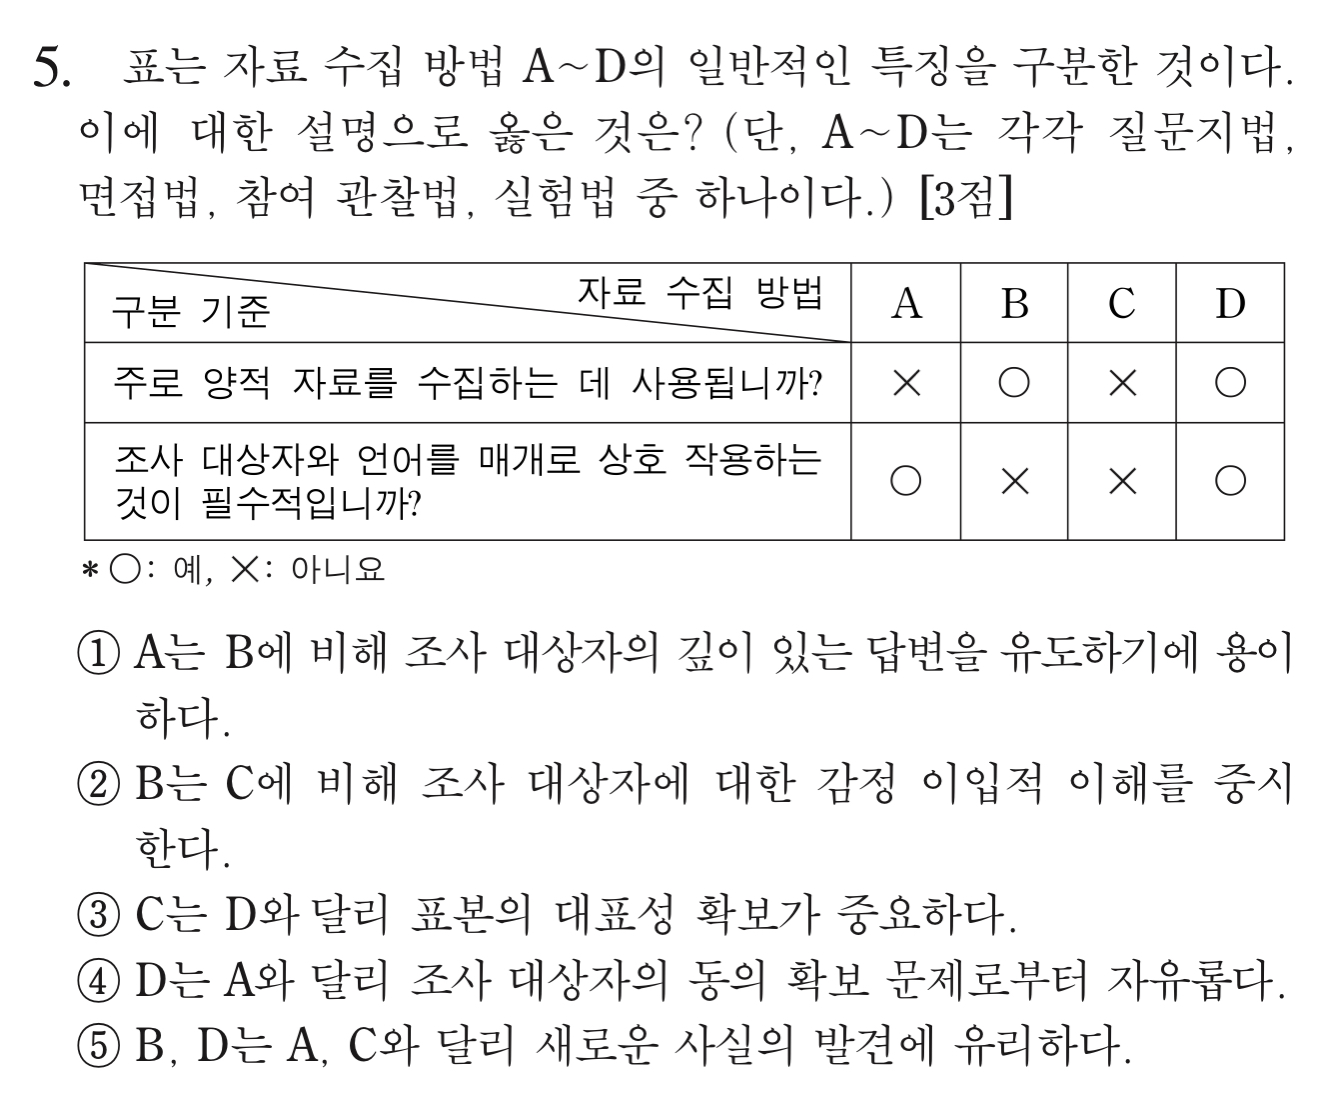 5. 표는 자료 수집 방법 A~D의 일반적인 특징을 구분한 것이다.
이에 대한 설명으로 옳은 것은? (단, A~D는 각각 질문지법,
면접법, 참여 관찰법, 실험법 중 하나이다.) [3점]
자료 수집 방법 A B C D
구분 기준
주로 양적 자료를 수집하는 데 사용됩니까? × ○ × ○
조사 대상자와 언어를 매개로 상호 작용하는
것이 필수적입니까? ○ × × ○
* ○: 예, ×: 아니요
① A는 B에 비해 조사 대상자의 깊이 있는 답변을 유도하기에 용이
하다.
② B는 C에 비해 조사 대상자에 대한 감정 이입적 이해를 중시
한다.
③ C는 D와 달리 표본의 대표성 확보가 중요하다.
④ D는 A와 달리 조사 대상자의 동의 확보 문제로부터 자유롭다.
⑤ B, D는 A, C와 달리 새로운 사실의 발견에 유리하다.